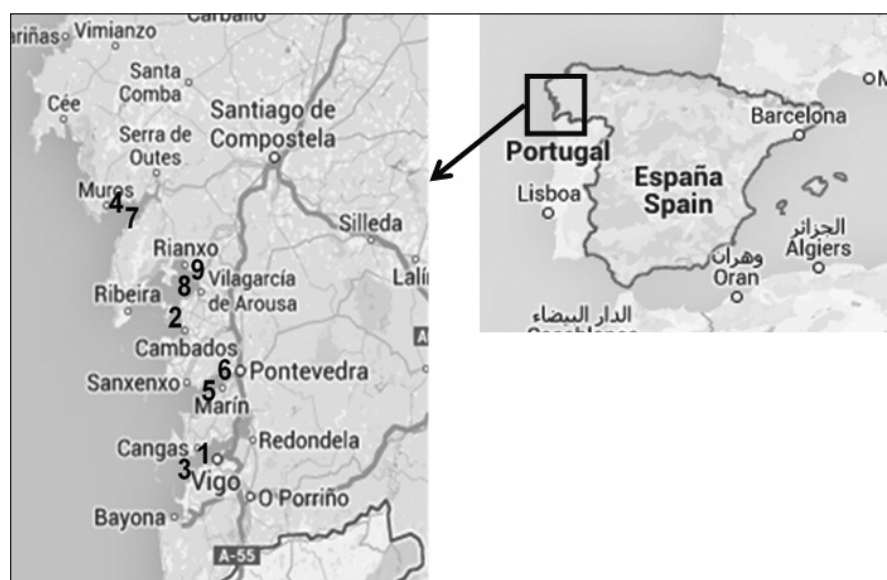 Carballo
ariñas
Vimianzo
Santa
Comba
Cée
Santiago de
Compostela
Serra de
Outes
Muros
4
7
Silleda
Rianxo
9
8
Vilagarcía
de Arousa
Lalín
Ribeira
2
Cambados
A
6
Pontevedra
Sanxenxo
5
Marín
Cangas
1
Redondela
3
Vigo
O Porriño
Bayona
A-55
M
Barcelona
Portugal
España
Spain
Lisboa
الجزائر
Algiers
وهران
Oran
الدار البيضاء
Casablanca